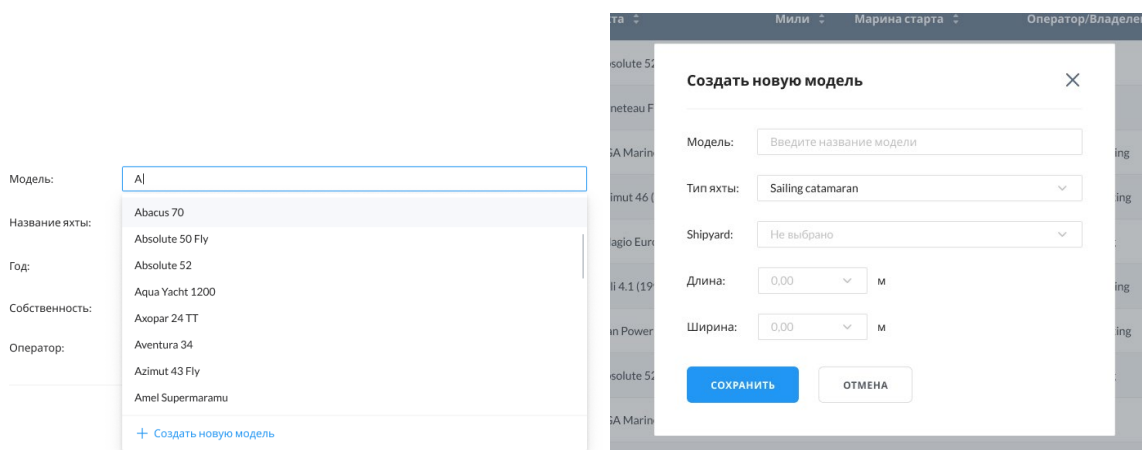 Модель:
A
Название яхты:
Год:
Собственность:
Оператор:
Abacus 70
Absolute 50 Fly
Absolute 52
Aqua Yacht 1200
Axopar 24 TT
Aventura 34
Azimut 43 Fly
Amel Supermaramu
+ Создать новую модель
Мили
Марина старта
Создать новую модель
Модель:
Введите название модели
Тип яхты:
Sailing catamaran
Shipyard:
Не выбрано
Длина:
0,00
м
Ширина:
0,00
м
СОХРАНИТЬ
ОТМЕНА